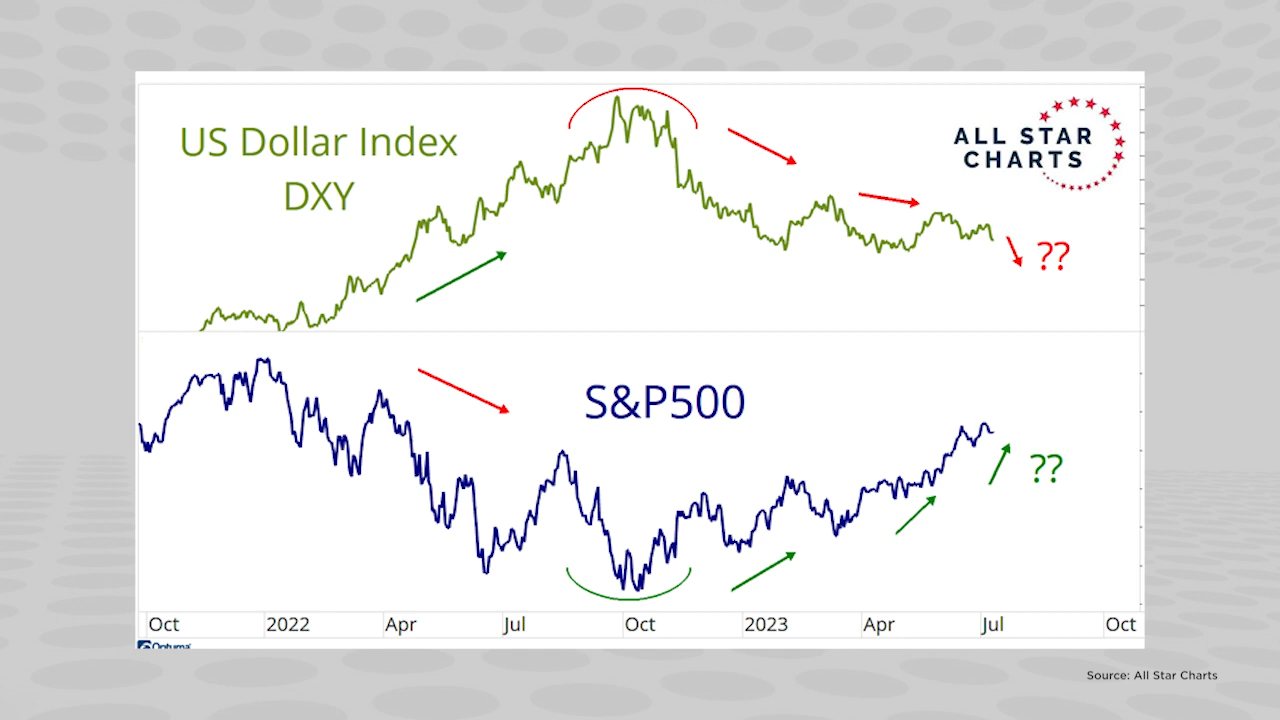 US Dollar Index
DXY
ALL STAR
CHARTS
??
S&P500
??
Oct 2022 Apr Jul Oct 2023 Apr Jul Oct
Optuma
Source: All Star Charts